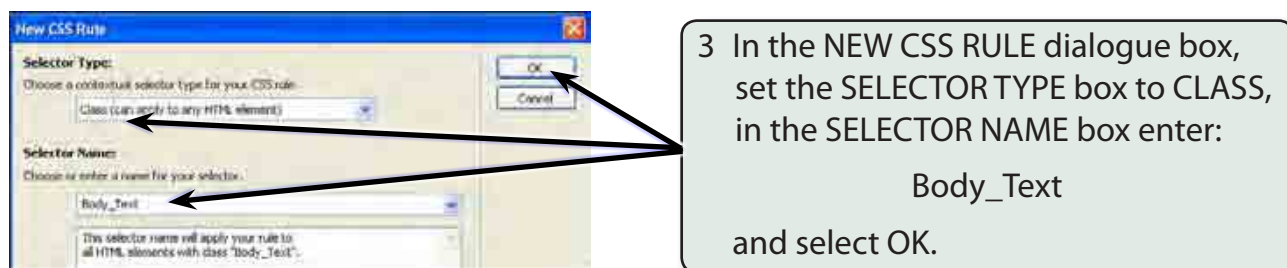 New CSS Rule
Selector Type:
Choose a contextual selector type for your CSS rule.
Class (can apply to any HTML element)
OK
Cancel
Selector Name:
Choose or enter a name for your selector.
Body_Text
This selector name will apply your rule to
all HTML elements with class "Body_Text".
3 In the NEW CSS RULE dialogue box,
set the SELECTOR TYPE box to CLASS,
in the SELECTOR NAME box enter:
Body_Text
and select OK.